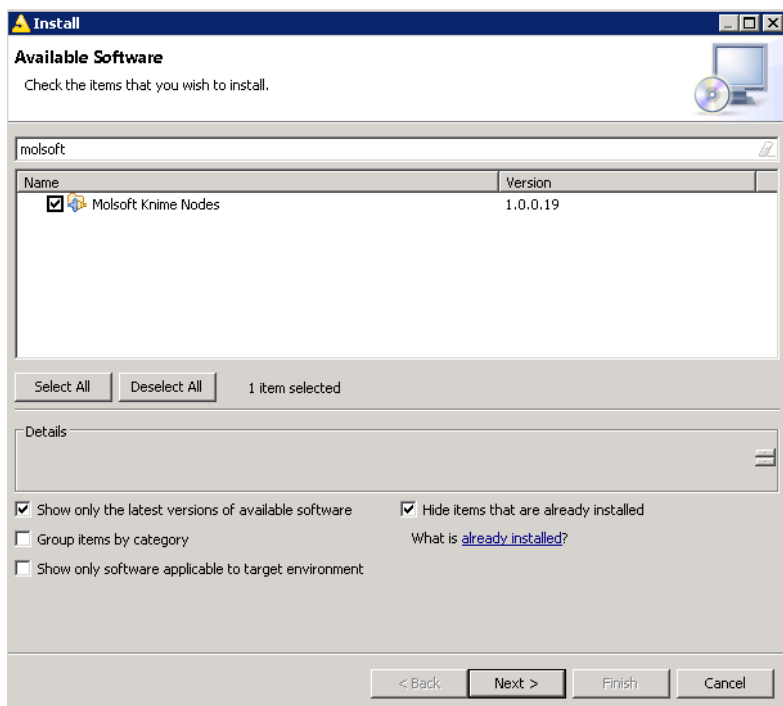 Install
Available Software
Check the items that you wish to install.
molsoft
Name Version
Molsoft Knime Nodes 1.0.0.19
Select All Deselect All 1 item selected
Details
Show only the latest versions of available software Hide items that are already installed
Group items by category What is already installed?
Show only software applicable to target environment
< Back Next > Finish Cancel